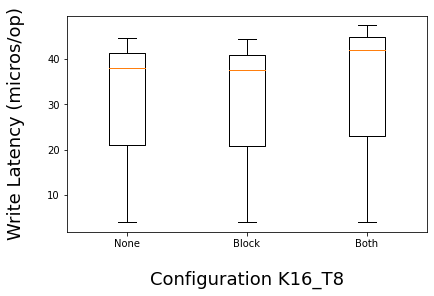 Write Latency (micros/op)
40
30
20
10
None Block Both
Configuration K16_T8